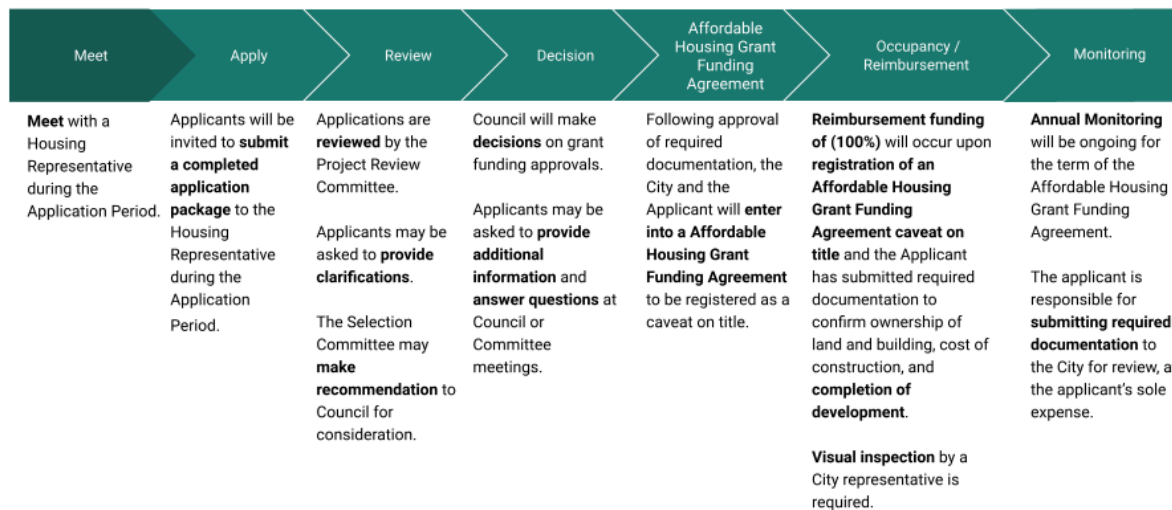 Meet
Apply
Review
Decision
Affordable
Housing Grant
Funding
Agreement
Occupancy /
Reimbursement
Monitoring
Meet with a
Housing
Representative
during the
Application Period.
Applicants will be
invited to submit
a completed
application
package to the
Housing
Representative
during the
Application
Period.
Applications are
reviewed by the
Project Review
Committee.
Applicants may be
asked to provide
clarifications.
The Selection
Committee may
make
recommendation to
Council for
consideration.
Council will make
decisions on grant
funding approvals.
Applicants may be
asked to provide
additional
information and
answer questions at
Council or
Committee
meetings.
Following approval
of required
documentation, the
City and the
Applicant will enter
into a Affordable
Housing Grant
Funding Agreement
to be registered as a
caveat on title.
Reimbursement funding
of (100%) will occur upon
registration of an
Affordable Housing
Grant Funding
Agreement caveat on
title and the Applicant
has submitted required
documentation to
confirm ownership of
land and building, cost of
construction, and
completion of
development.
Visual inspection by a
City representative is
required.
Annual Monitoring
will be ongoing for
the term of the
Affordable Housing
Grant Funding
Agreement.
The applicant is
responsible for
submitting required
documentation to
the City for review, a
the applicant's sole
expense.